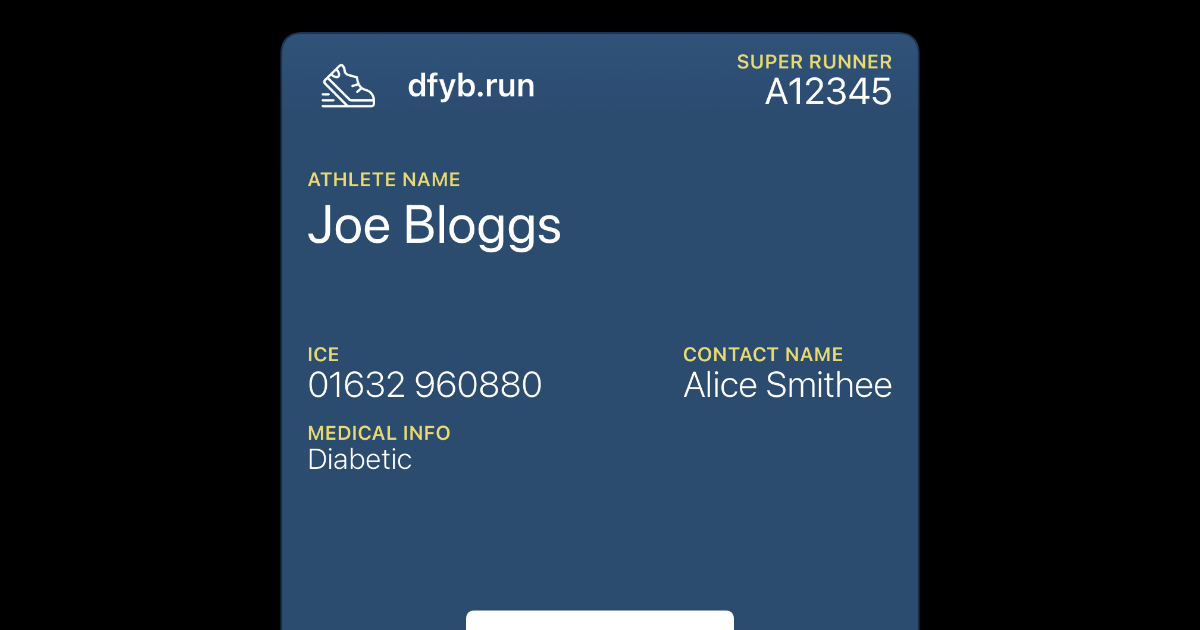 dfyb.run
SUPER RUNNER
A12345
ATHLETE NAME
Joe Bloggs
ICE
01632 960880
CONTACT NAME
Alice Smithee
MEDICAL INFO
Diabetic